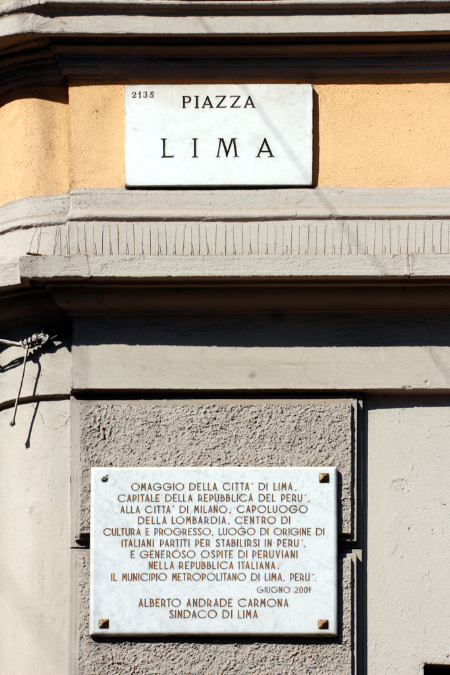 2135
PIAZZA
LIMA
OMAGGIO DELLA CITTA' DI LIMA,
CAPITALE DELLA REPUBBLICA DEL PERU',
ALLA CITTA' DI MILANO, CAPOLUOGO
DELLA LOMBARDIA, CENTRO DI
CULTURA E PROGRESSO, LUOGO DI ORIGINE DI
ITALIANI PARTITI PER STABILIRSI IN PERU',
E GENEROSO OSPITE DI PERUVIANI
NELLA REPUBBLICA ITALIANA.
IL MUNICIPIO METROPOLITANO DI LIMA, PERU'.
GIUGNO 2001
ALBERTO ANDRADE CARMONA
SINDACO DI LIMA